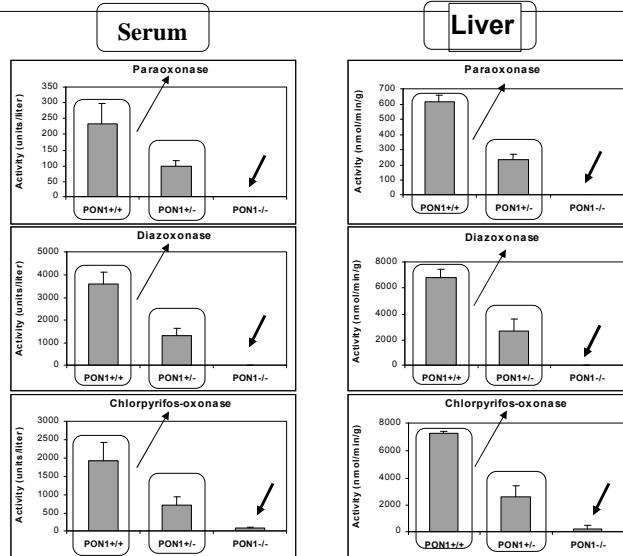 Serum
Paraoxonase
Activity (units/liter)
350
300
250
200
150
100
50
0
PON1+/+ PON1+/- PON1-/-
Diazoxonase
Activity (units/liter)
5000
4000
3000
2000
1000
0
PON1+/+ PON1+/- PON1-/-
Chlorpyrifos-oxonase
Activity (units/liter)
3000
2500
2000
1500
1000
500
0
PON1+/+ PON1+/- PON1-/-
Liver
Paraoxonase
Activity (nmol/min/g)
700
600
500
400
300
200
100
0
PON1+/+ PON1+/- PON1-/-
Diazoxonase
Activity (nmol/min/g)
8000
6000
4000
2000
0
PON1+/+ PON1+/- PON1-/-
Chlorpyrifos-oxonase
Activity (nmol/min/g)
8000
6000
4000
2000
0
PON1+/+ PON1+/- PON1-/-